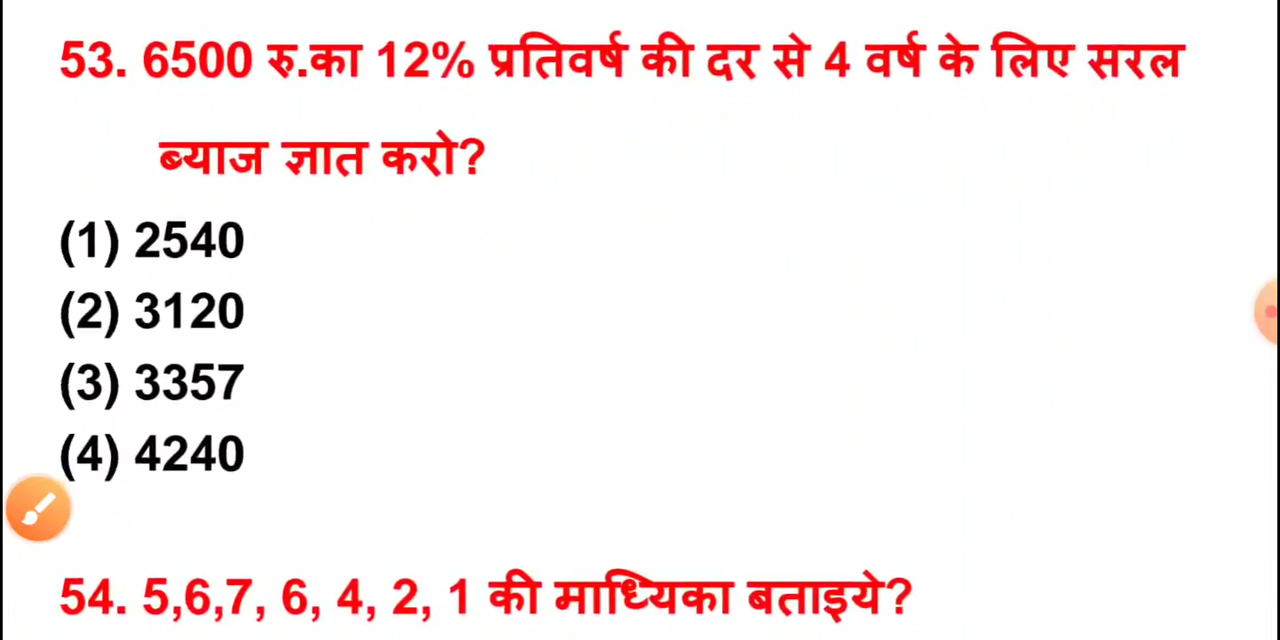 53. 6500 रु.का 12% प्रतिवर्ष की दर से 4 वर्ष के लिए सरल
ब्याज ज्ञात करो?
(1) 2540
(2) 3120
(3) 3357
(4) 4240
54. 5,6,7, 6, 4, 2, 1 की माध्यिका बताइये?